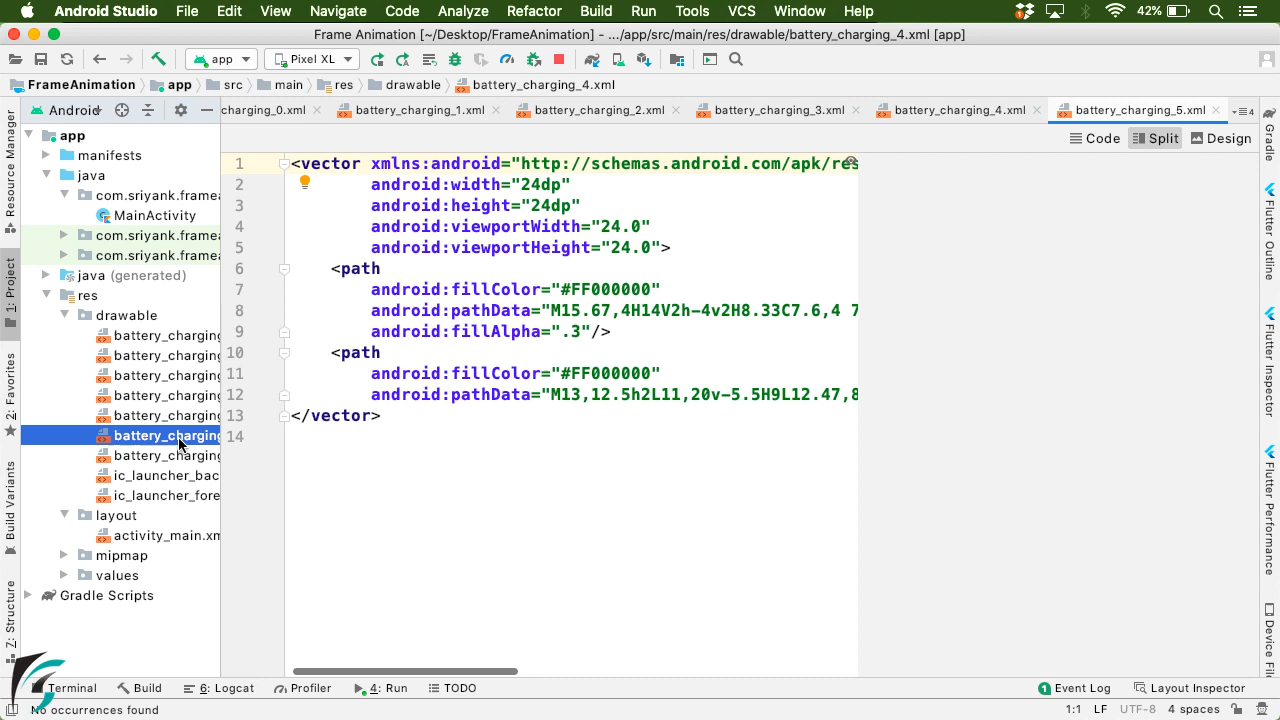 Android Studio File Edit View Navigate Code Analyze Refactor Build Run Tools VCS Window Help 42%
Frame Animation [~/Desktop/FrameAnimation] - .../app/src/main/res/drawable/battery_charging_4.xml [app]
app Pixel XL
FrameAnimation app src main res drawable battery_charging_4.xml
Android charging_0.xml battery_charging_1.xml battery_charging_2.xml battery_charging_3.xml battery_charging_4.xml battery_charging_5.xml 4
Code Split Design
app
manifests
java
com.sriyank.framea
MainActivity
com.sriyank.framea
com.sriyank.framea
java (generated)
res
drawable
battery_charging
battery_charging
battery_charging
battery_charging
battery_charging
battery_charging
battery_charging
ic_launcher_bac
ic_launcher_fore
layout
activity_main.xm
mipmap
values
Gradle Scripts
1 <vector xmlns:android="http://schemas.android.com/apk/res
2 android:width="24dp"
3 android:height="24dp"
4 android:viewportWidth="24.0"
5 android:viewportHeight="24.0">
6 <path
7 android:fillColor="#FF000000"
8 android:pathData="M15.67,4H14V2h-4v2H8.33C7.6,4 7
9 android:fillAlpha=".3"/>
10 <path
11 android:fillColor="#FF000000"
12 android:pathData="M13,12.5h2L11,20v-5.5H9L12.47,8
13 </vector>
14
Resource Manager
1: Project
2: Favorites
Build Variants
Z: Structure
Gradle
Flutter Outline
Flutter Inspector
Flutter Performance
Device Fil
Terminal Build 6: Logcat Profiler 4: Run TODO 1 Event Log Layout Inspector
No occurrences found 1:1 LF UTF-8 4 spaces